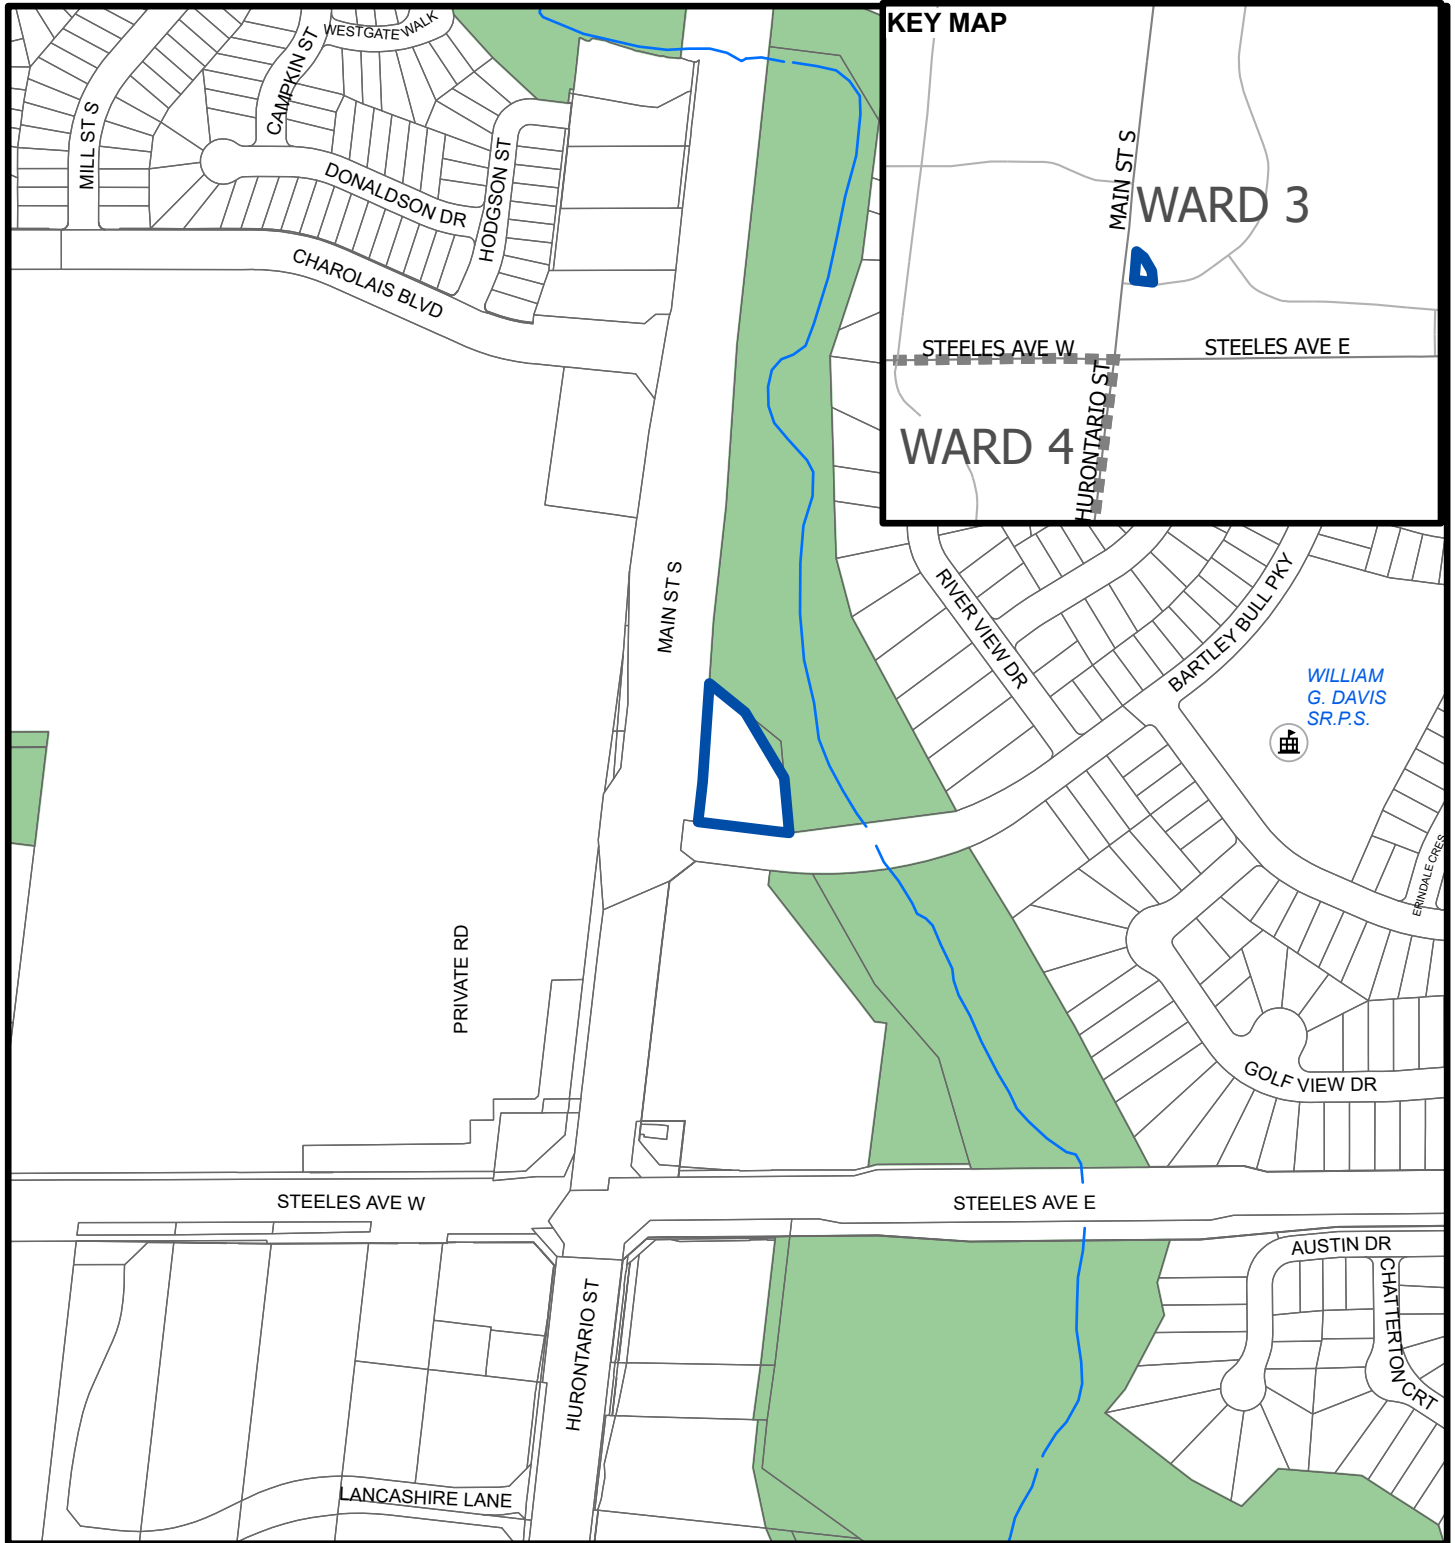 KEY MAP
MAIN ST S
WARD 3
STEELES AVE W
STEELES AVE E
HURONTARIO ST
WARD 4
WESTGATE WALK
CAMPKIN ST
MILL ST S
DONALDSON DR
HODGSON ST
CHAROLAIS BLVD
MAIN ST S
RIVER VIEW DR
BARTLEY BULL PKY
WILLIAM
G. DAVIS
SR.P.S.
ERINDALE CRES
PRIVATE RD
GOLF VIEW DR
STEELES AVE W
STEELES AVE E
AUSTIN DR
CHATTERTON CRT
HURONTARIO ST
LANCASHIRE LANE